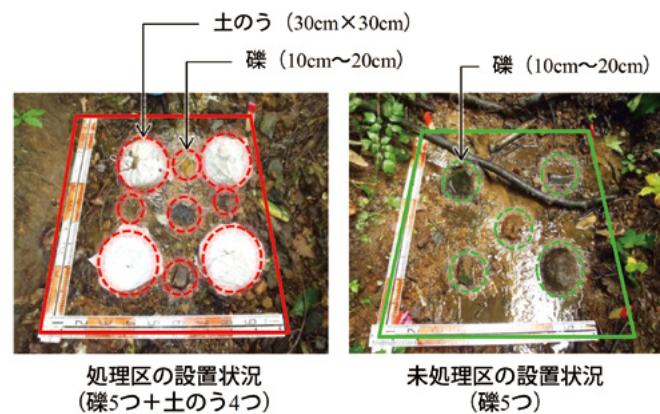 土のう（30cm×30cm）
礫（10cm～20cm）
礫（10cm～20cm）
処理区の設置状況
（礫5つ＋土のう4つ）
未処理区の設置状況
（礫5つ）